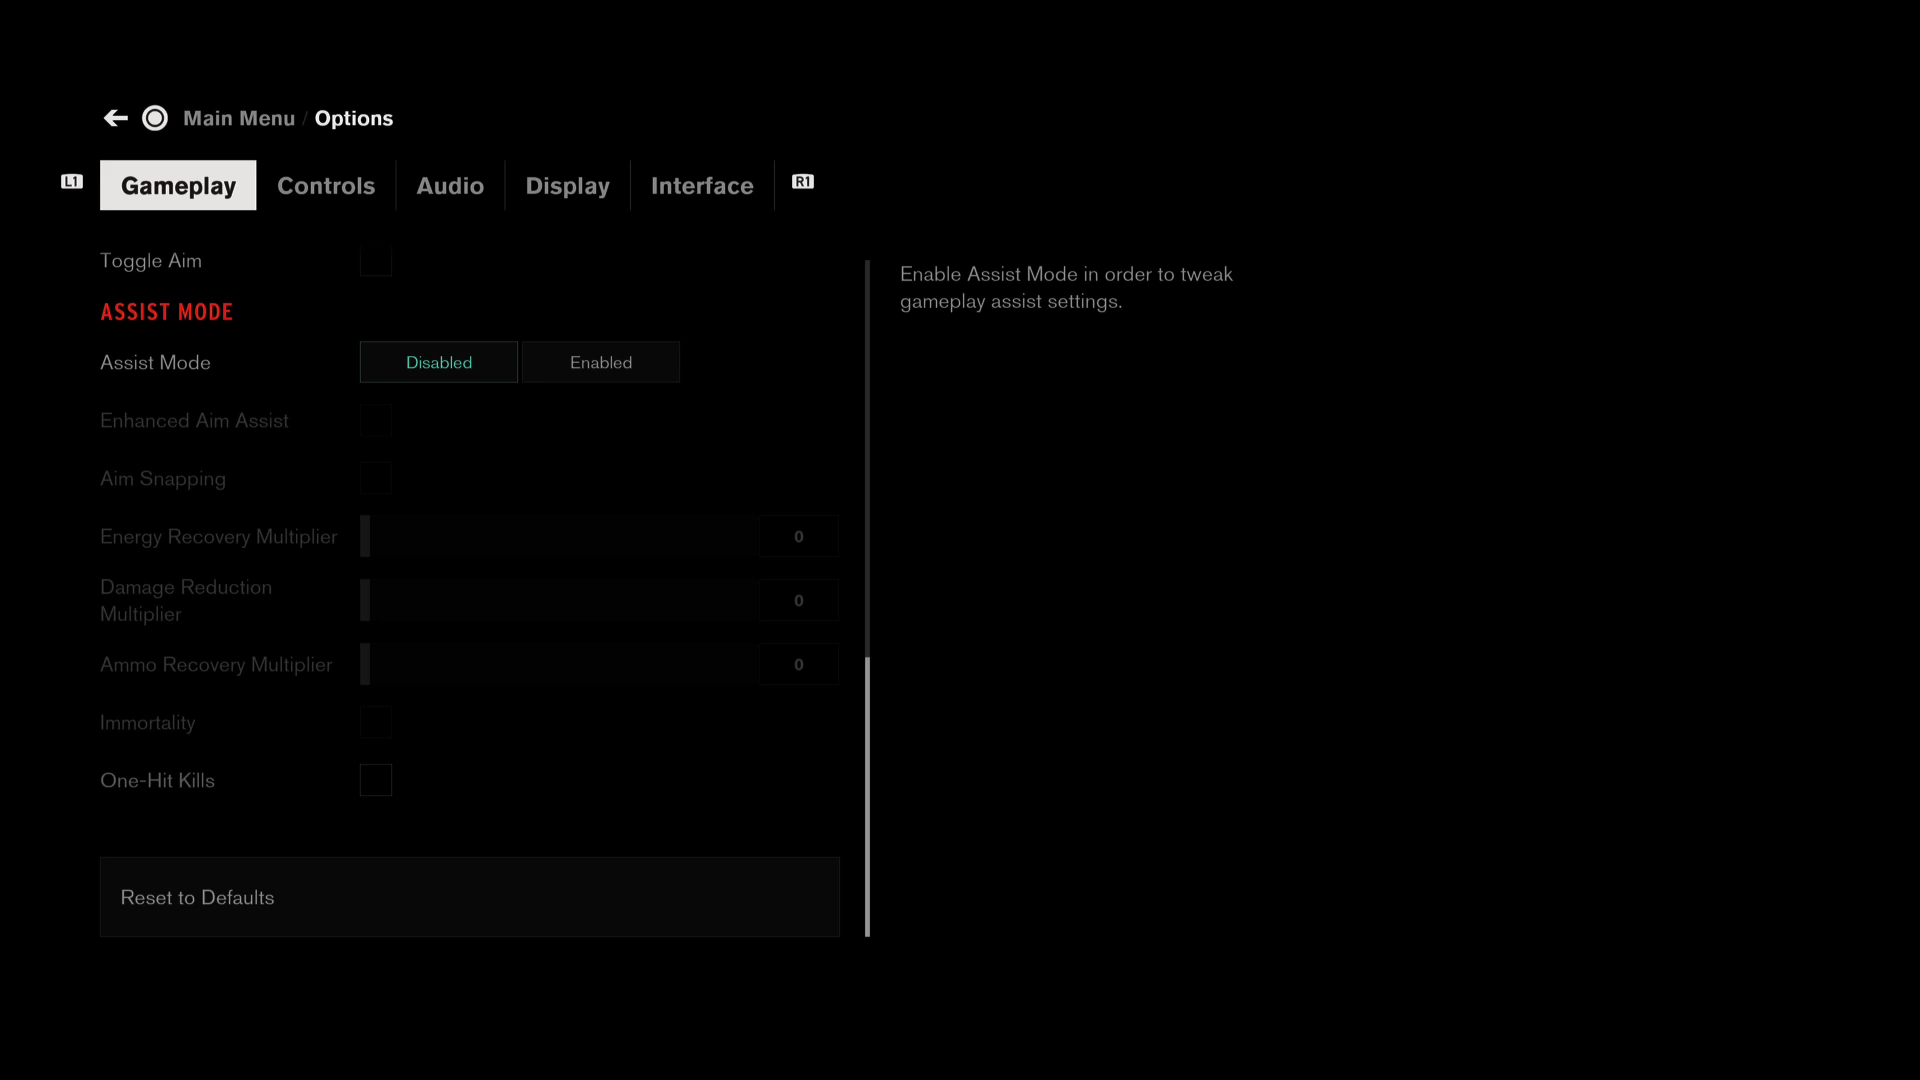 Main Menu / Options
L1 Gameplay Controls Audio Display Interface R1
Toggle Aim
ASSIST MODE
Assist Mode Disabled Enabled
Enhanced Aim Assist
Aim Snapping
Energy Recovery Multiplier 0
Damage Reduction
Multiplier 0
Ammo Recovery Multiplier 0
Immortality
One-Hit Kills
Reset to Defaults
Enable Assist Mode in order to tweak
gameplay assist settings.